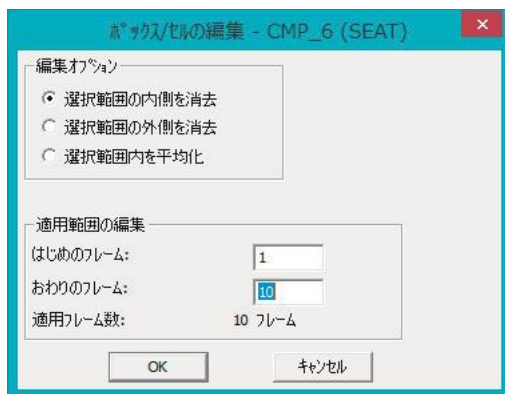 ﾎﾞｯｸｽ/ｾﾙの編集 - CMP_6 (SEAT)
編集ｵﾌﾟｼｮﾝ
選択範囲の内側を消去
選択範囲の外側を消去
選択範囲内を平均化
適用範囲の編集
はじめのﾌﾚｰﾑ: 1
おわりのﾌﾚｰﾑ: 10
適用ﾌﾚｰﾑ数: 10 ﾌﾚｰﾑ
OK ｷｬﾝｾﾙ